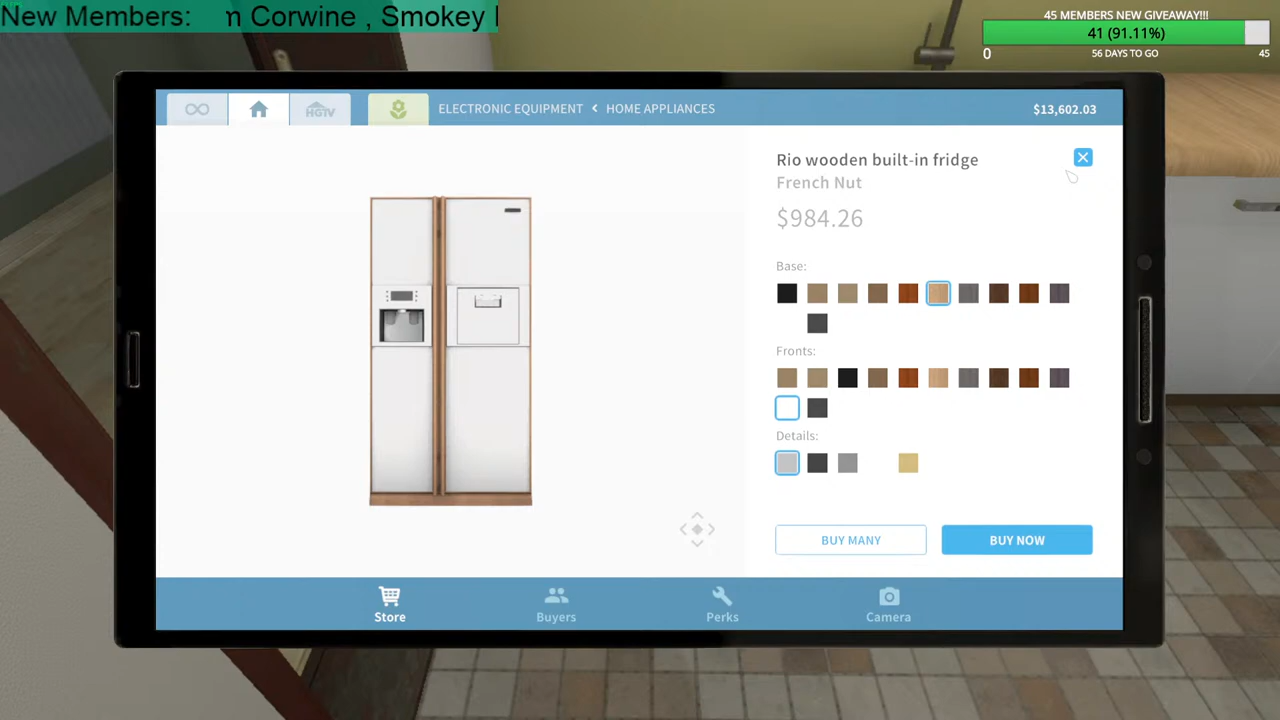 New Members: m Corwine , Smokey
45 MEMBERS NEW GIVEAWAY!!!
41 (91.11%)
0 56 DAYS TO GO 45
HGTV ELECTRONIC EQUIPMENT < HOME APPLIANCES $13,602.03
Rio wooden built-in fridge
French Nut
$984.26
Base:
Fronts:
Details:
BUY MANY BUY NOW
Store Buyers Perks Camera